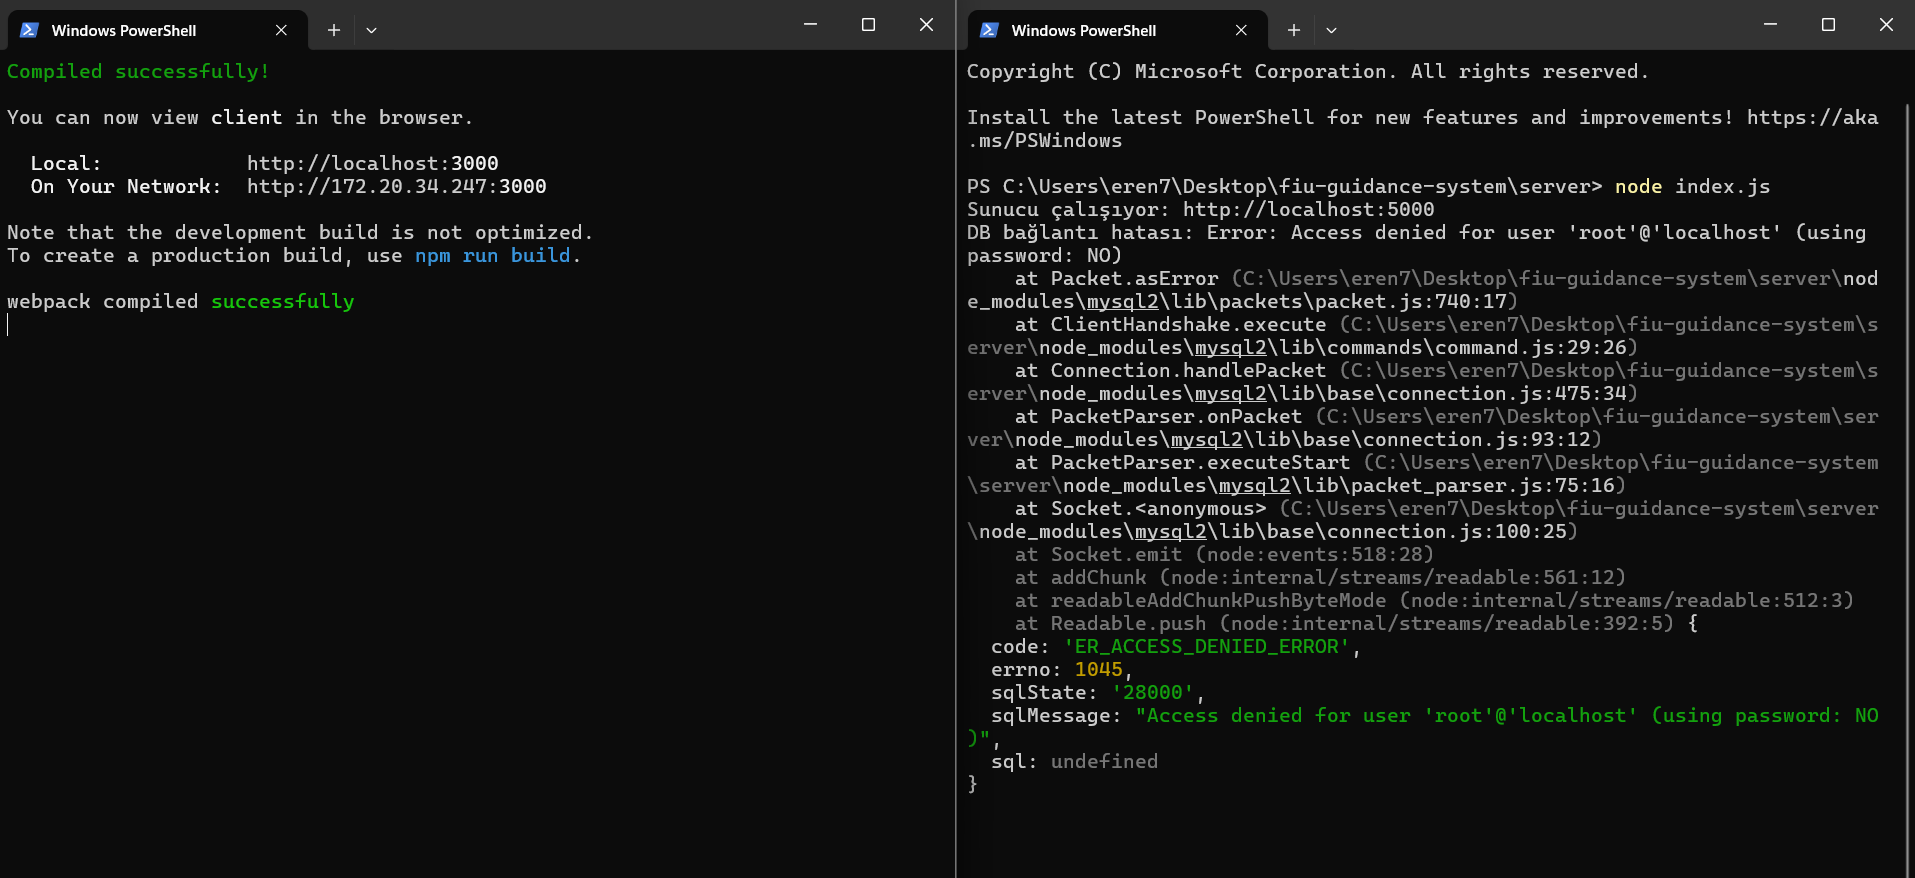 Windows PowerShell
Compiled successfully!
You can now view client in the browser.
Local: http://localhost:3000
On Your Network: http://172.20.34.247:3000
Note that the development build is not optimized.
To create a production build, use npm run build.
webpack compiled successfully
Windows PowerShell
Copyright (C) Microsoft Corporation. All rights reserved.
Install the latest PowerShell for new features and improvements! https://aka
.ms/PSWindows
PS C:\Users\eren7\Desktop\fiu-guidance-system\server> node index.js
Sunucu çalışıyor: http://localhost:5000
DB bağlantı hatası: Error: Access denied for user 'root'@'localhost' (using
password: NO)
at Packet.asError (C:\Users\eren7\Desktop\fiu-guidance-system\server\nod
e_modules\mysql2\lib\packets\packet.js:740:17)
at ClientHandshake.execute (C:\Users\eren7\Desktop\fiu-guidance-system\s
erver\node_modules\mysql2\lib\commands\command.js:29:26)
at Connection.handlePacket (C:\Users\eren7\Desktop\fiu-guidance-system\s
erver\node_modules\mysql2\lib\base\connection.js:475:34)
at PacketParser.onPacket (C:\Users\eren7\Desktop\fiu-guidance-system\ser
ver\node_modules\mysql2\lib\base\connection.js:93:12)
at PacketParser.executeStart (C:\Users\eren7\Desktop\fiu-guidance-system
\server\node_modules\mysql2\lib\packet_parser.js:75:16)
at Socket.<anonymous> (C:\Users\eren7\Desktop\fiu-guidance-system\server
\node_modules\mysql2\lib\base\connection.js:100:25)
at Socket.emit (node:events:518:28)
at addChunk (node:internal/streams/readable:561:12)
at readableAddChunkPushByteMode (node:internal/streams/readable:512:3)
at Readable.push (node:internal/streams/readable:392:5) {
code: 'ER_ACCESS_DENIED_ERROR',
errno: 1045,
sqlState: '28000',
sqlMessage: "Access denied for user 'root'@'localhost' (using password: NO
)",
sql: undefined
}